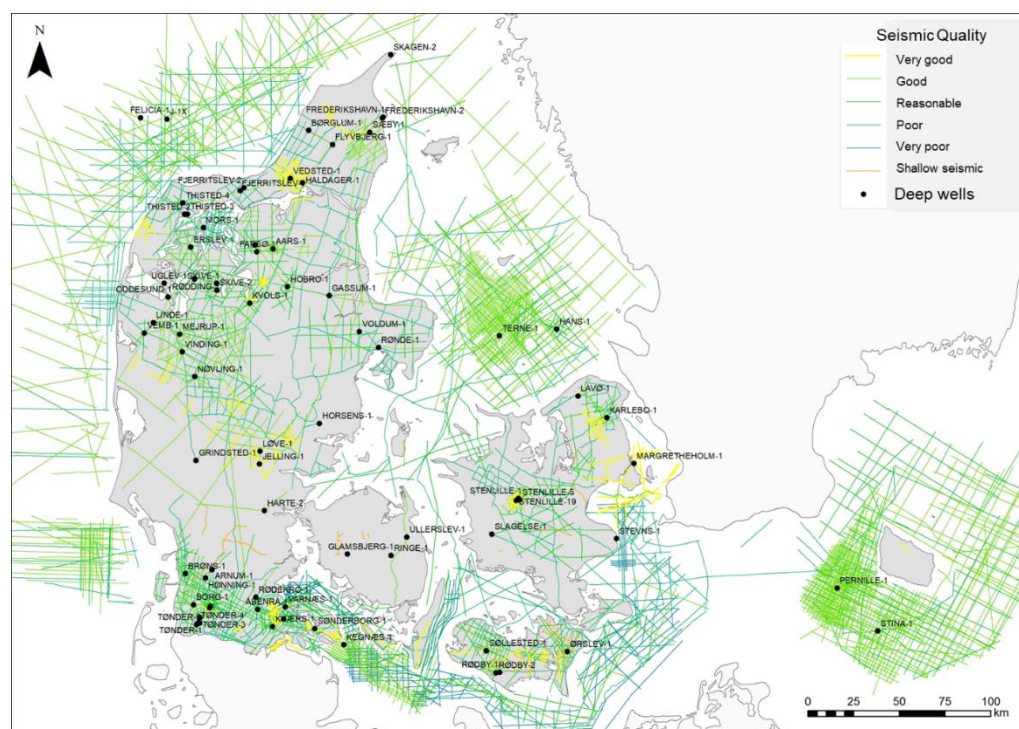 N
Seismic Quality
Very good
Good
Reasonable
Poor
Very poor
Shallow seismic
Deep wells
SKAGEN-2
FELICIA-1
J-1X
FREDERIKSHAVN-1
FREDERIKSHAVN-2
BØRGLUM-1
SÆBY-1
FLYVBJERG-1
VEDSTED-1
FJERRITSLEV-2
FJERRITSLEV
HALDAGER-1
THISTED-4
THISTED-2
THISTED-3
MORS-1
ERSLEV-1
FARSØ-1
AARS-1
UGLEV-1
SKIVE-1
RØDDING-1
SKIVE-2
HOBRO-1
ODDESUND-1
KVOLS-1
GASSUM-1
LINDE-1
VEMB-1
MEJRUP-1
VOLDUM-1
TERNE-1
HANS-1
VINDING-1
RØNDE-1
NØVLING-1
LAVØ-1
KARLEBO-1
HORSENS-1
LØVE-1
GRINDSTED-1
JELLING-1
MARGRETHEHOLM-1
STENLILLE-1
STENLILLE-5
STENLILLE-19
HARTE-2
SLAGELSE-1
STEVNS-1
ULLERSLEV-1
GLAMSBJERG-1
RINGE-1
BRØNS-1
ARNUM-1
HØNNING-1
PERNILLE-1
RØDEKRO-1
BORG-1
VARNÆS-1
TØNDER-4
TØNDER-3
TØNDER-1
KVÆRS-1
SØNDERBORG-1
STINA-1
KEGNÆS-1
SØLLESTED-1
ØRSLEV-1
RØDBY-1
RØDBY-2
0 25 50 75 100
km